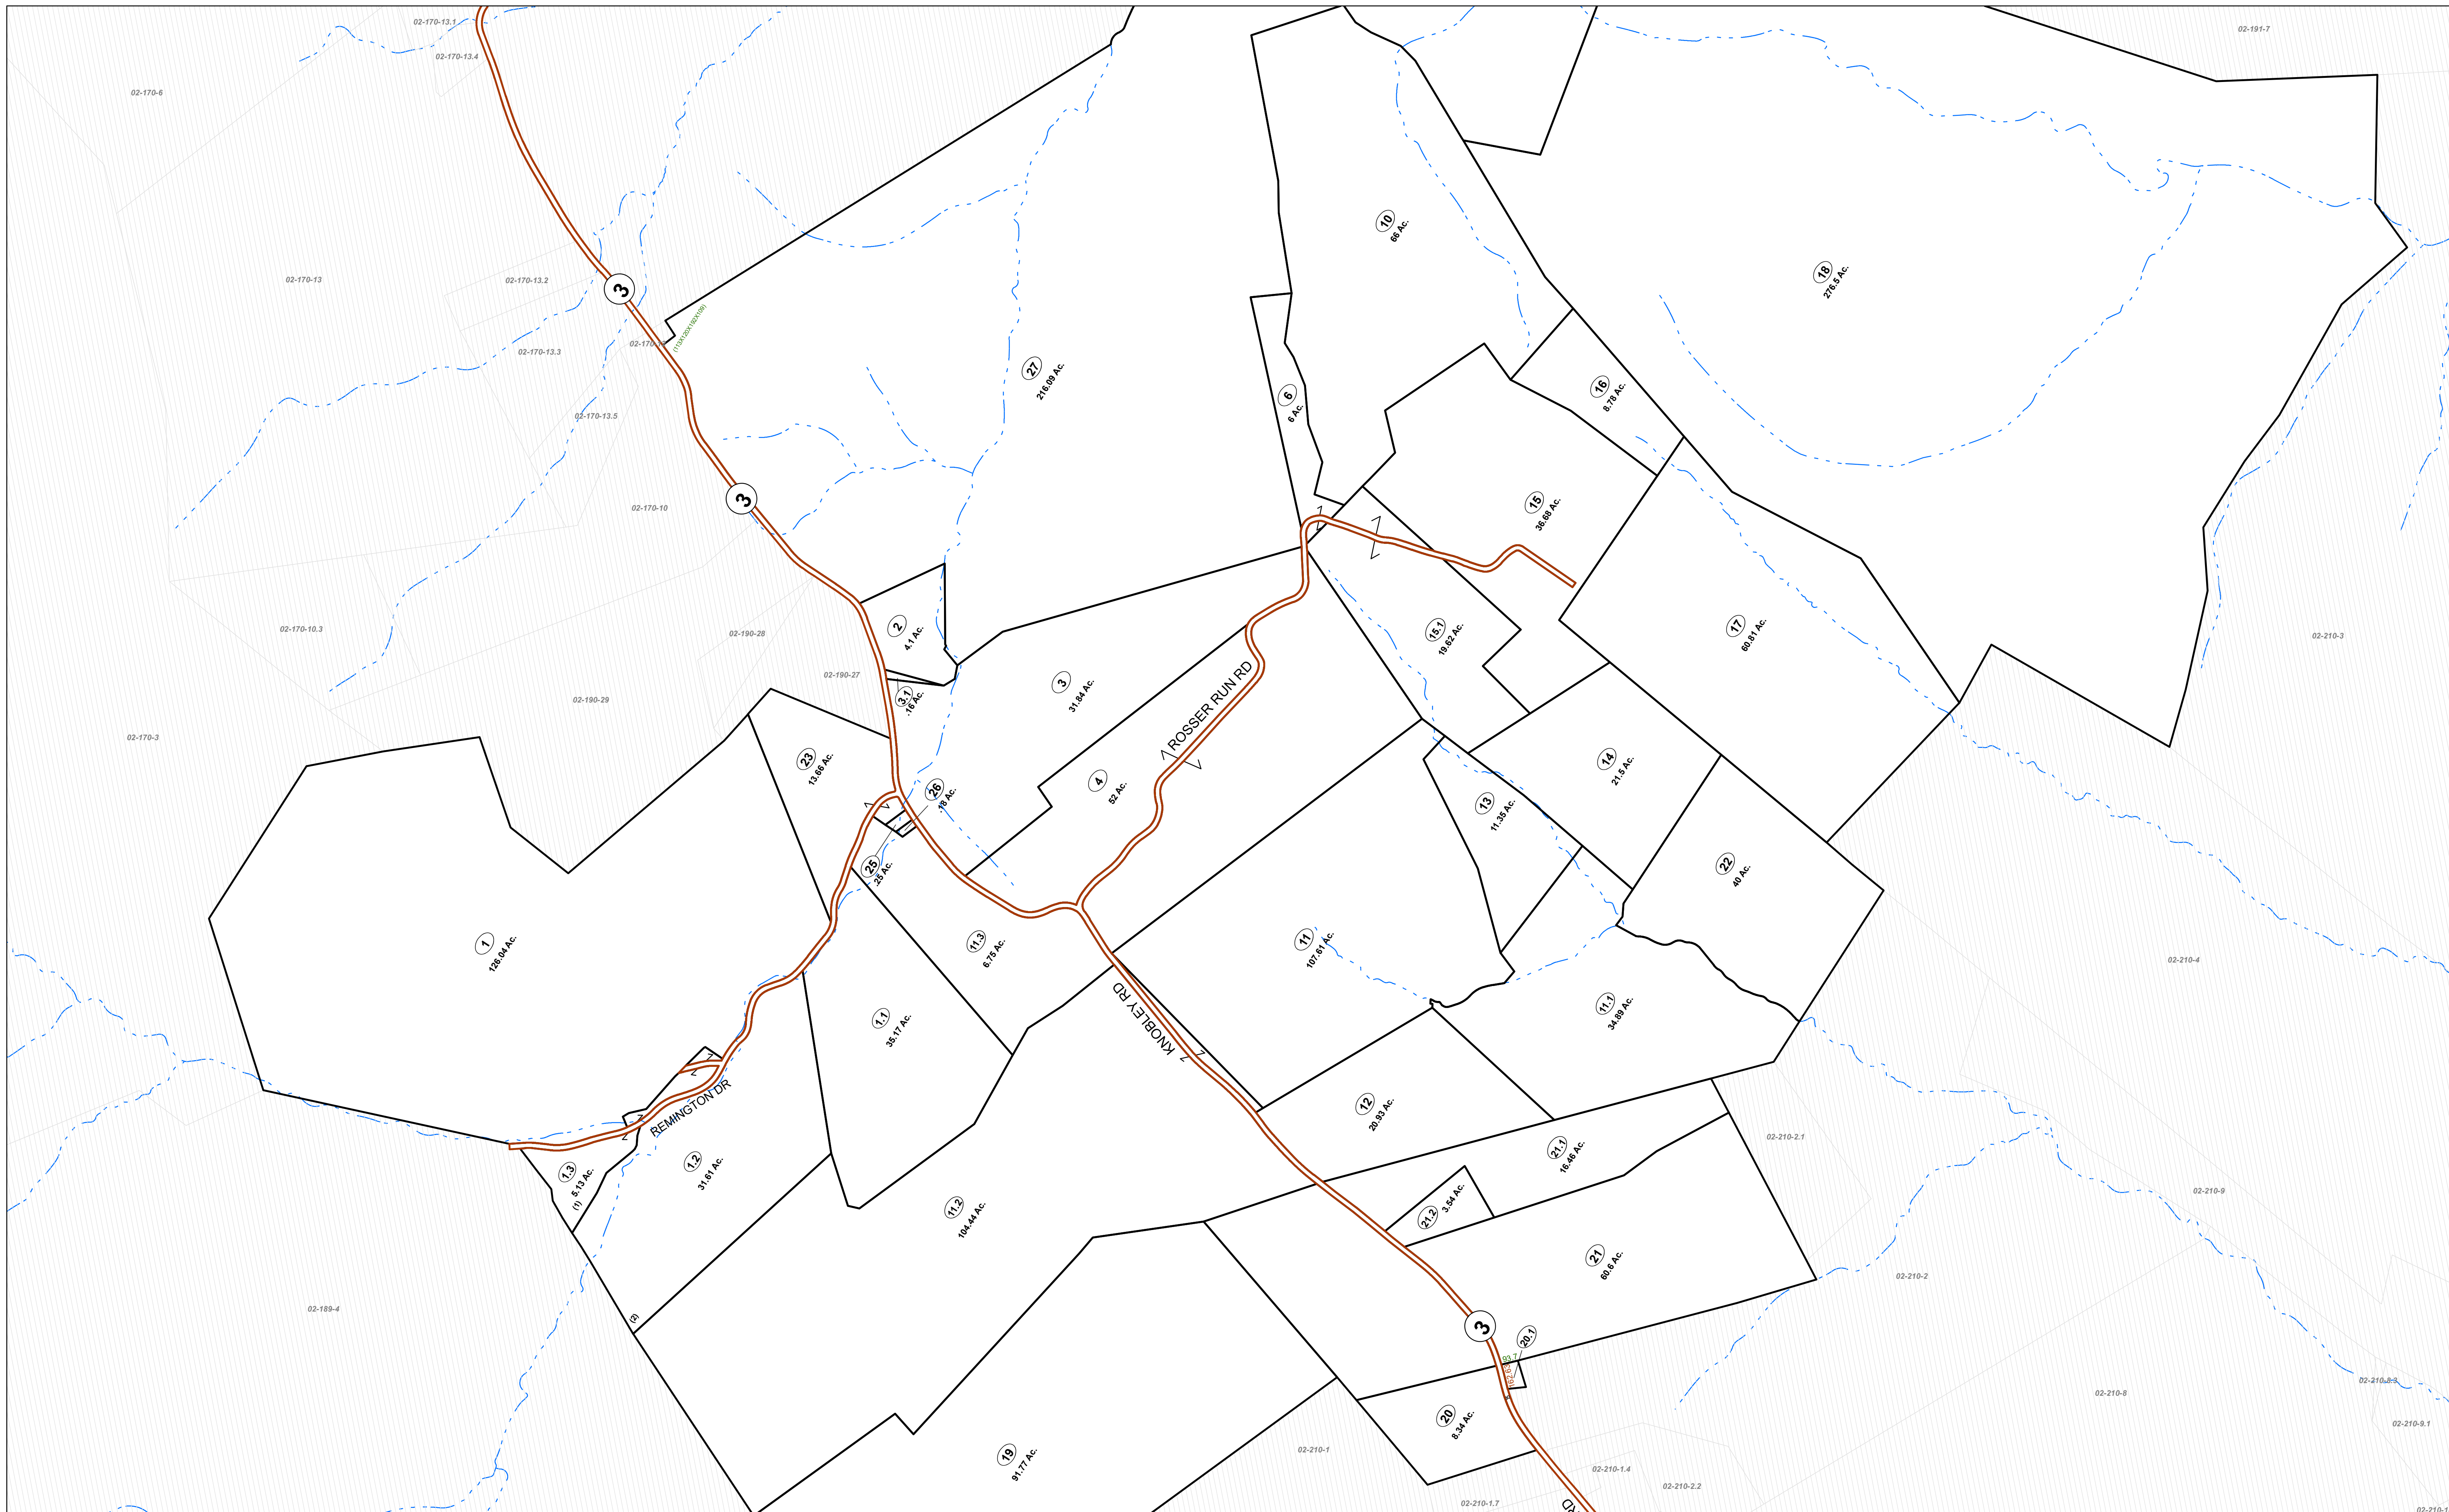 02-170-13.1
02-191-7
02-170-13.4
02-170-6
10
66 Ac.
18
276.5 Ac.
02-170-13
02-170-13.2
3
(113X120X192X109)
02-170-13.3
27
216.09 Ac.
6
6 Ac.
16
8.78 Ac.
02-170-13.5
3
02-170-10
15
36.68 Ac.
02-170-10.3
02-190-28
2
4.1 Ac.
15.1
19.62 Ac.
17
60.81 Ac.
02-210-3
02-190-27
02-190-29
3.1
.16 Ac.
3
31.84 Ac.
ROSSER RUN RD
02-170-3
23
13.66 Ac.
26
.18 Ac.
4
52 Ac.
14
21.5 Ac.
13
11.35 Ac.
25
.25 Ac.
22
40 Ac.
1
126.04 Ac.
11.3
6.75 Ac.
11
107.61 Ac.
02-210-4
1.1
35.17 Ac.
KNOBLEY RD
11.1
34.89 Ac.
REMINGTON DR
12
20.93 Ac.
02-210-2.1
21.1
16.46 Ac.
1.3
5.13 Ac.
(1)
1.2
31.61 Ac.
11.2
104.44 Ac.
21.2
3.54 Ac.
02-210-9
21
60.6 Ac.
02-210-2
02-189-4
(2)
3
20.1
93.7
02-210-8.3
02-210-8
20
8.34 Ac.
02-210-9.1
19
91.77 Ac.
02-210-1
02-210-1.4
02-210-2.2
02-210-1.7
RD